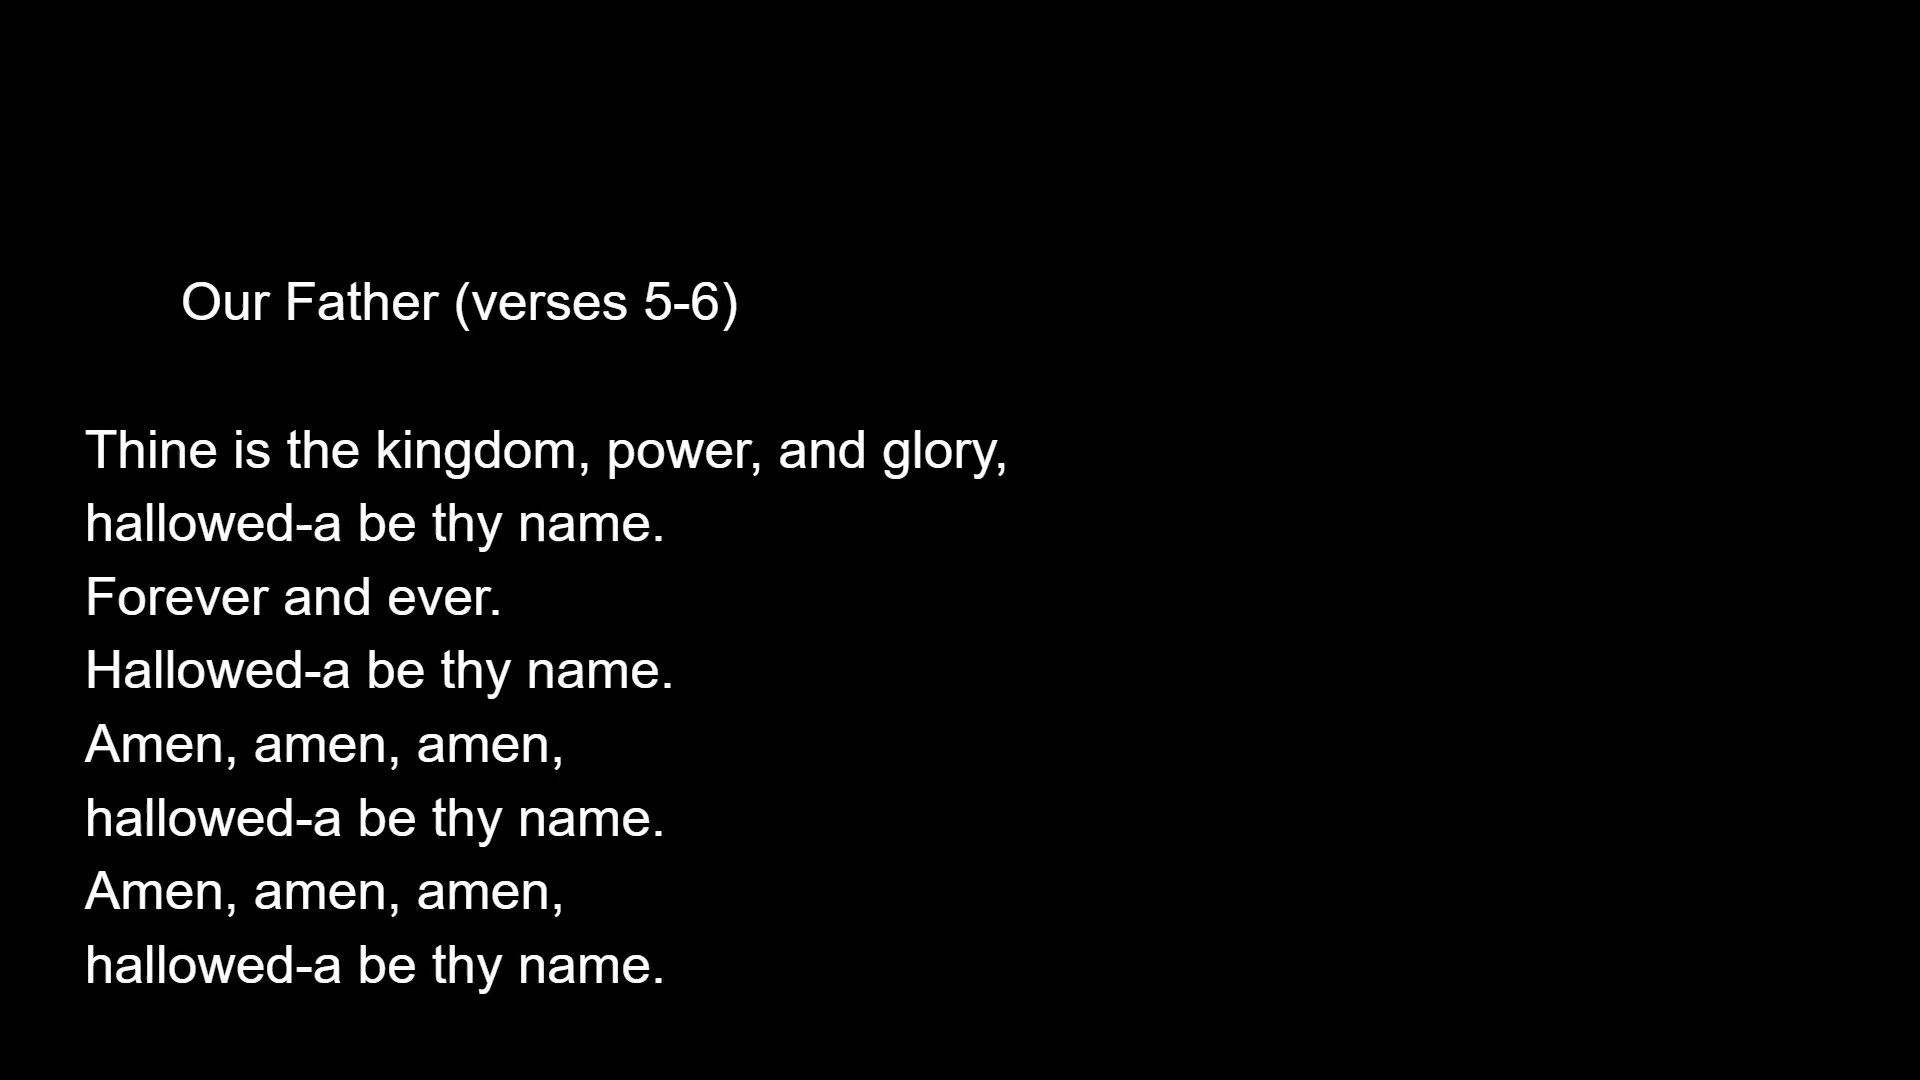 Our Father (verses 5-6)
Thine is the kingdom, power, and glory,
hallowed-a be thy name.
Forever and ever.
Hallowed-a be thy name.
Amen, amen, amen,
hallowed-a be thy name.
Amen, amen, amen,
hallowed-a be thy name.